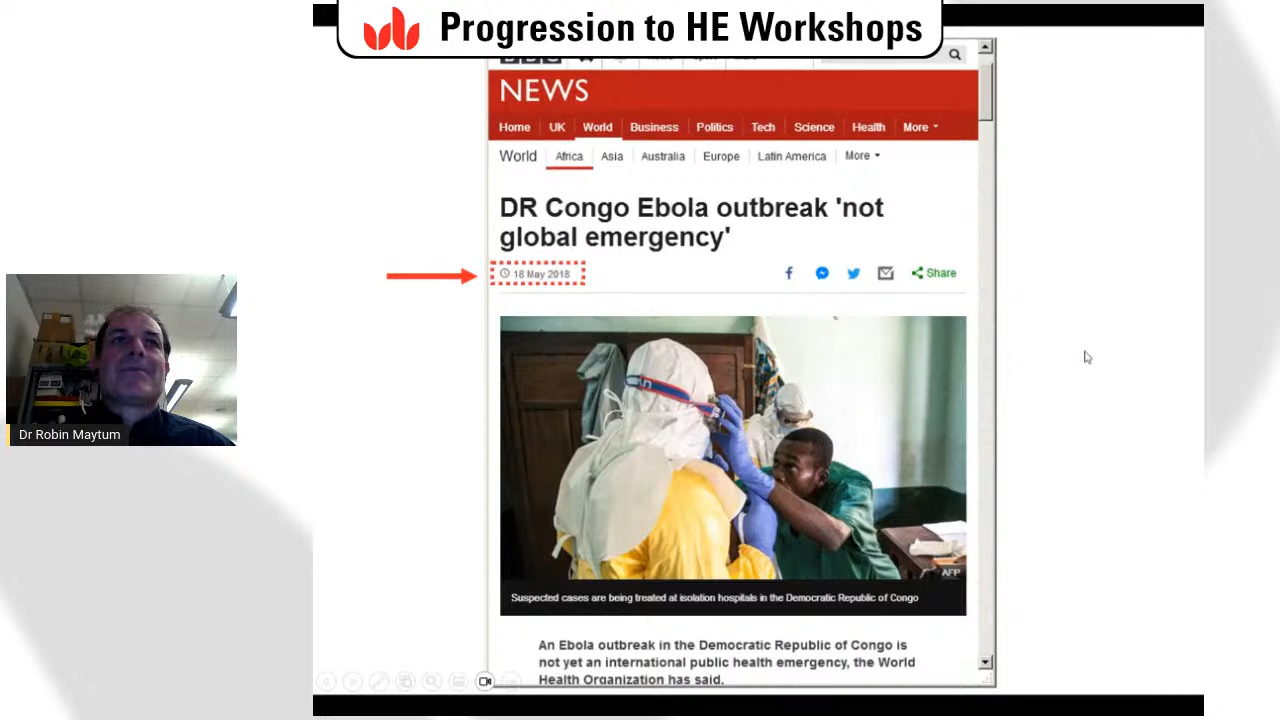 Progression to HE Workshops
NEWS
Home UK World Business Politics Tech Science Health More
World Africa Asia Australia Europe Latin America More
DR Congo Ebola outbreak 'not
global emergency'
18 May 2018
Share
AFP
Suspected cases are being treated at isolation hospitals in the Democratic Republic of Congo
An Ebola outbreak in the Democratic Republic of Congo is
not yet an international public health emergency, the World
Health Organization has said.
Dr Robin Maytum